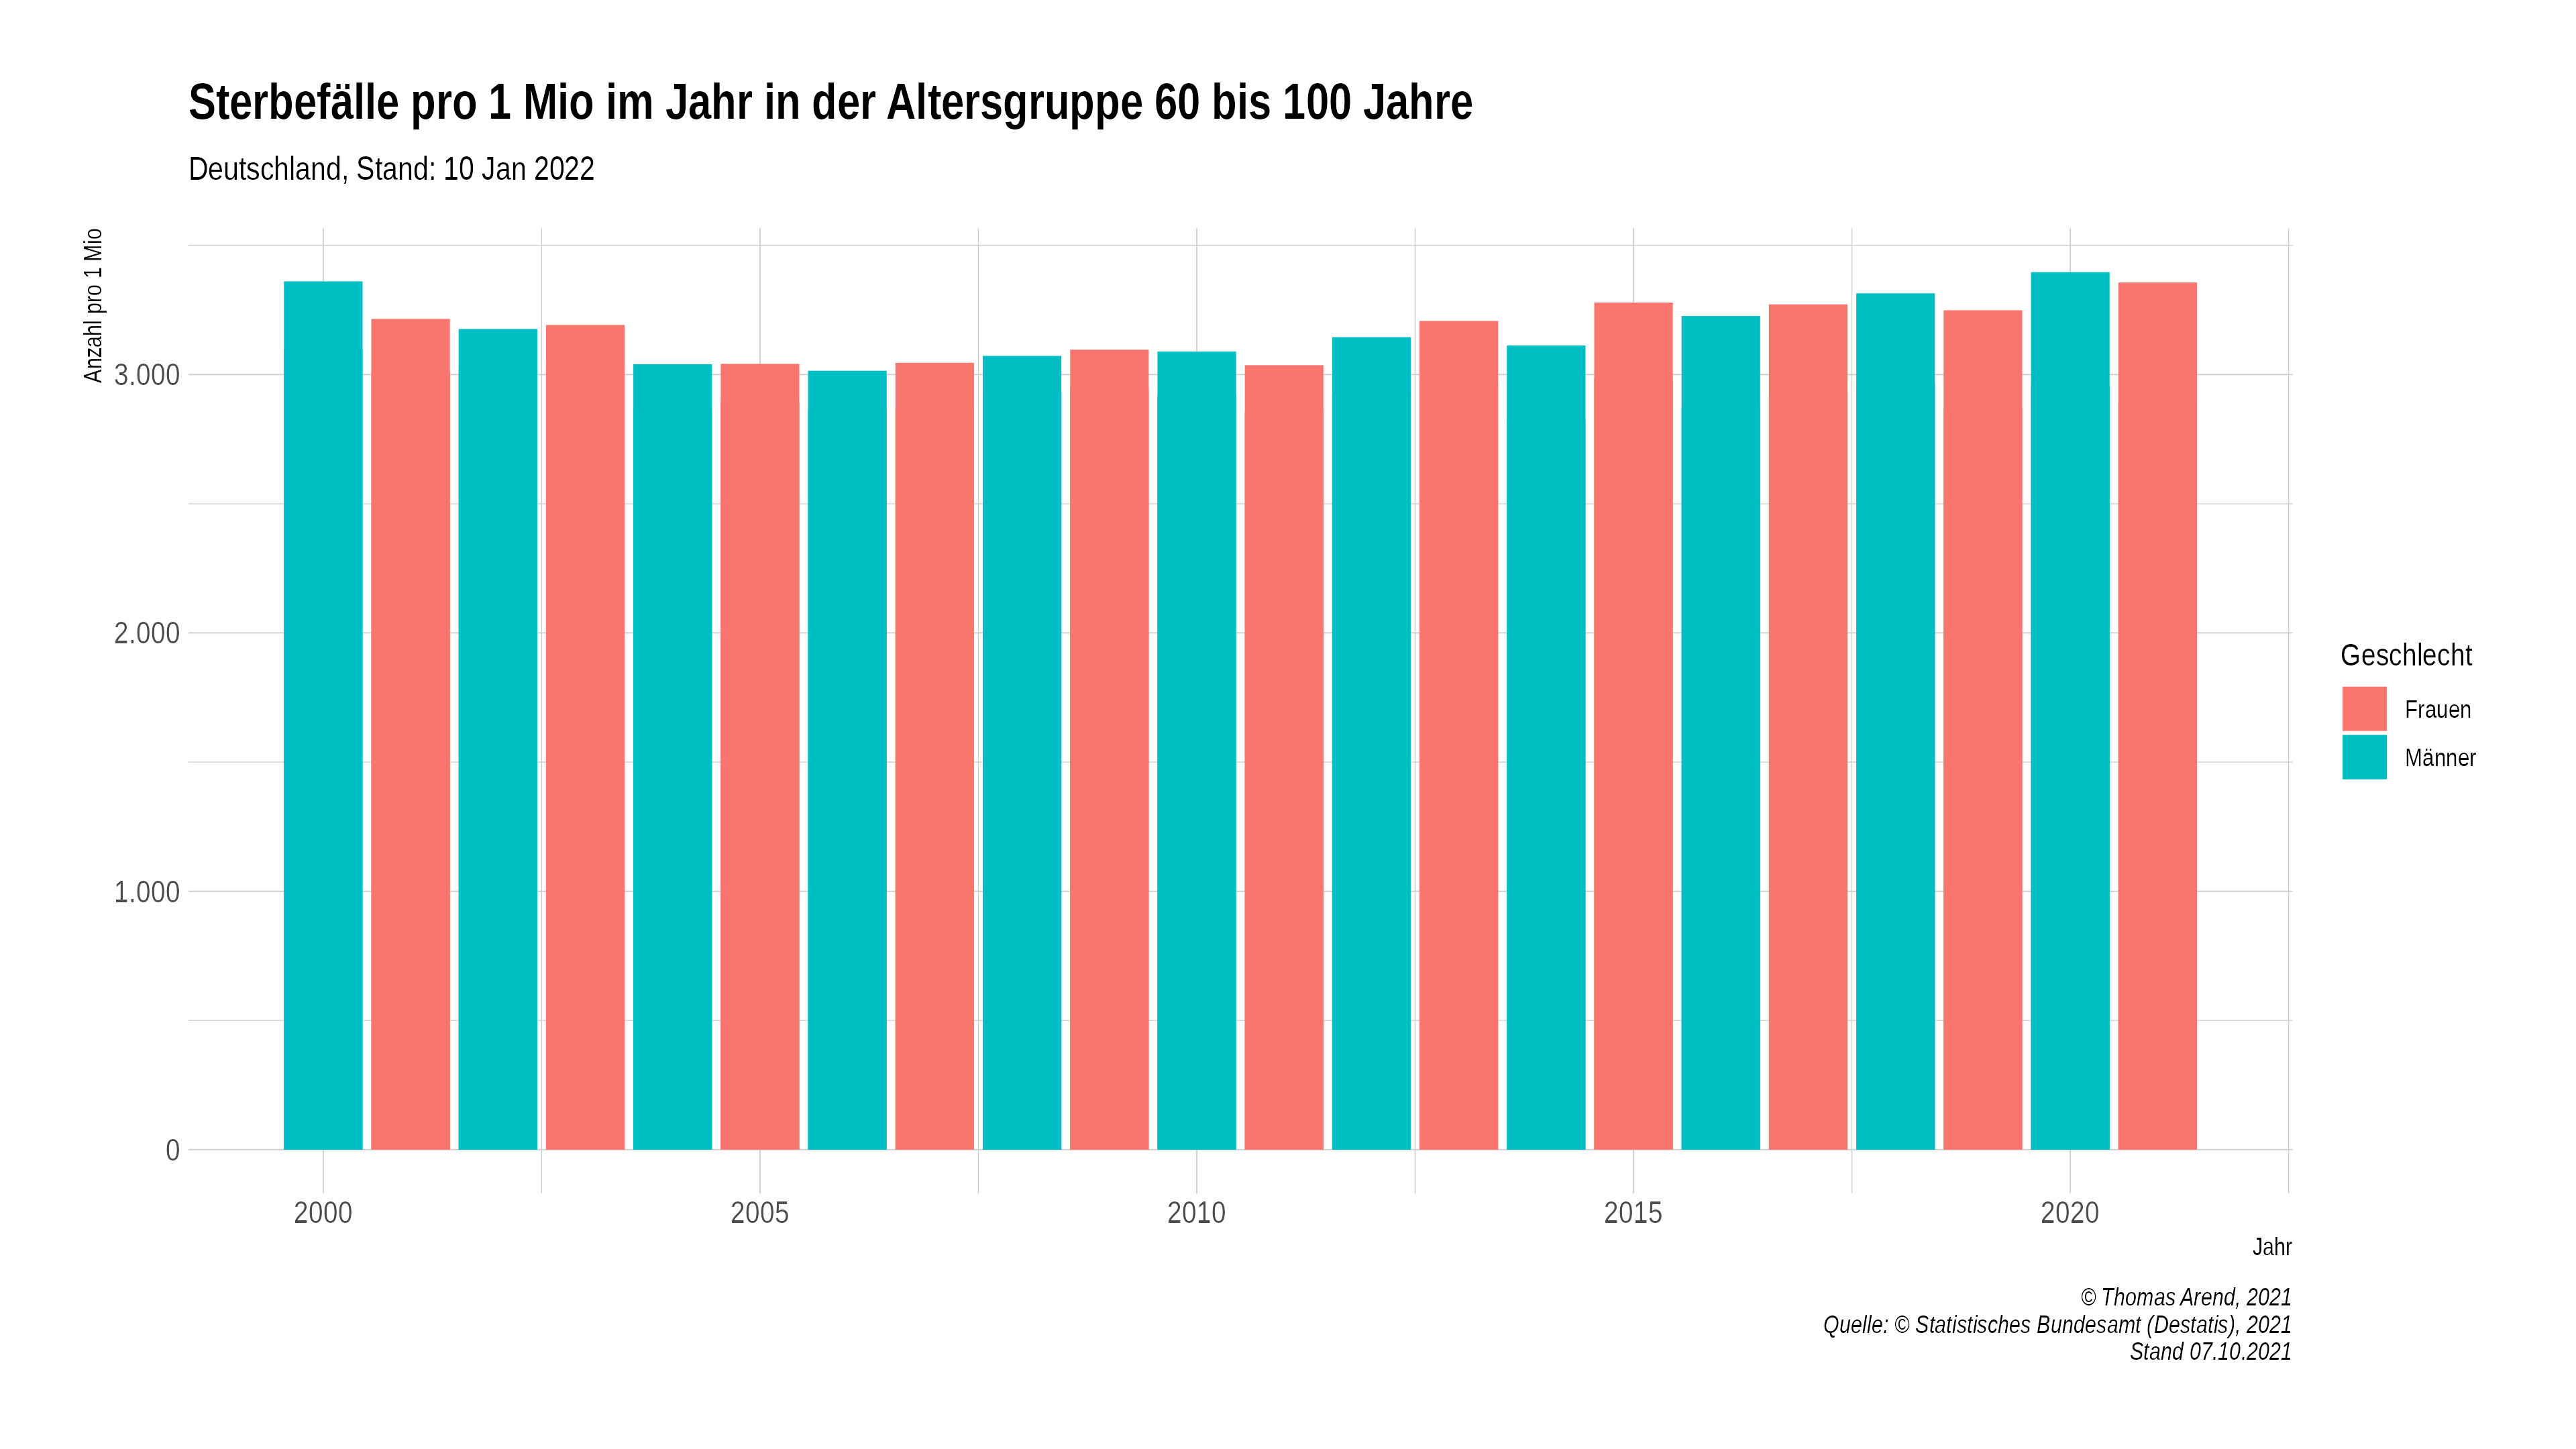 Sterbefälle pro 1 Mio im Jahr in der Altersgruppe 60 bis 100 Jahre
Deutschland, Stand: 10 Jan 2022
Anzahl pro 1 Mio
3.000
2.000
1.000
0
2000
2005
2010
2015
2020
Jahr
Geschlecht
Frauen
Männer
© Thomas Arend, 2021
Quelle: © Statistisches Bundesamt (Destatis), 2021
Stand 07.10.2021